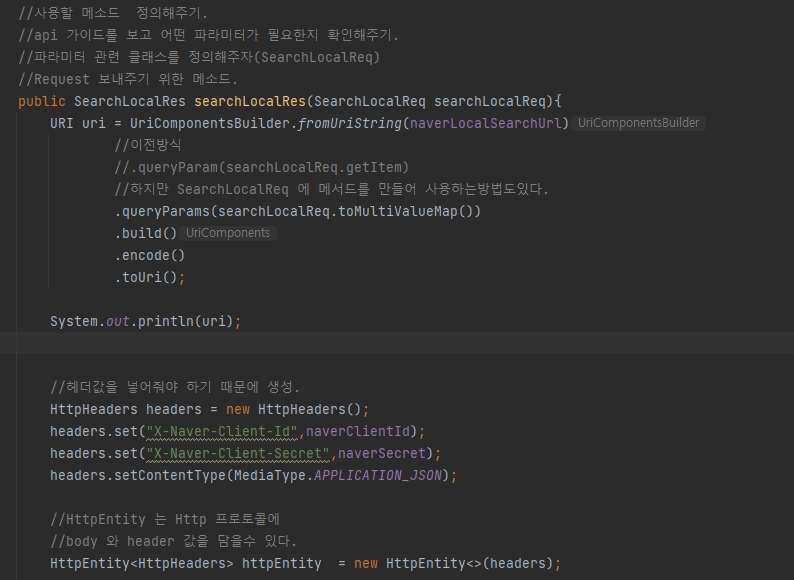 //사용할 메소드  정의해주기.
//api 가이드를 보고 어떤 파라미터가 필요한지 확인해주기.
//파라미터 관련 클래스를 정의해주자(SearchLocalReq)
//Request 보내주기 위한 메소드.
public SearchLocalRes searchLocalRes(SearchLocalReq searchLocalReq){
    URI uri = UriComponentsBuilder.fromUriString(naverLocalSearchUrl) UriComponentsBuilder
            //이전방식
            //.queryParam(searchLocalReq.getItem)
            //하지만 SearchLocalReq 에 메서드를 만들어 사용하는방법도있다.
            .queryParams(searchLocalReq.toMultiValueMap())
            .build() UriComponents
            .encode()
            .toUri();
    System.out.println(uri);
    //헤더값을 넣어줘야 하기 때문에 생성.
    HttpHeaders headers = new HttpHeaders();
    headers.set("X-Naver-Client-Id",naverClientId);
    headers.set("X-Naver-Client-Secret",naverSecret);
    headers.setContentType(MediaType.APPLICATION_JSON);
    //HttpEntity 는 Http 프로토콜에
    //body 와 header 값을 담을수 있다.
    HttpEntity<HttpHeaders> httpEntity  = new HttpEntity<>(headers);